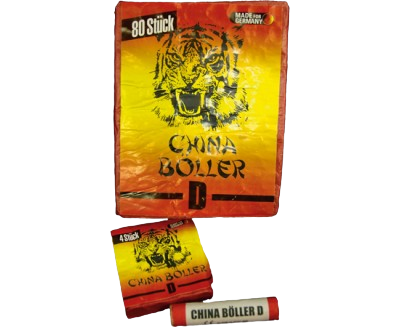 80 Stück
MADE FOR
GERMANY
CHINA
BÖLLER
D
4 Stück
CHINA
BÖLLER
D
CHINA BÖLLER D